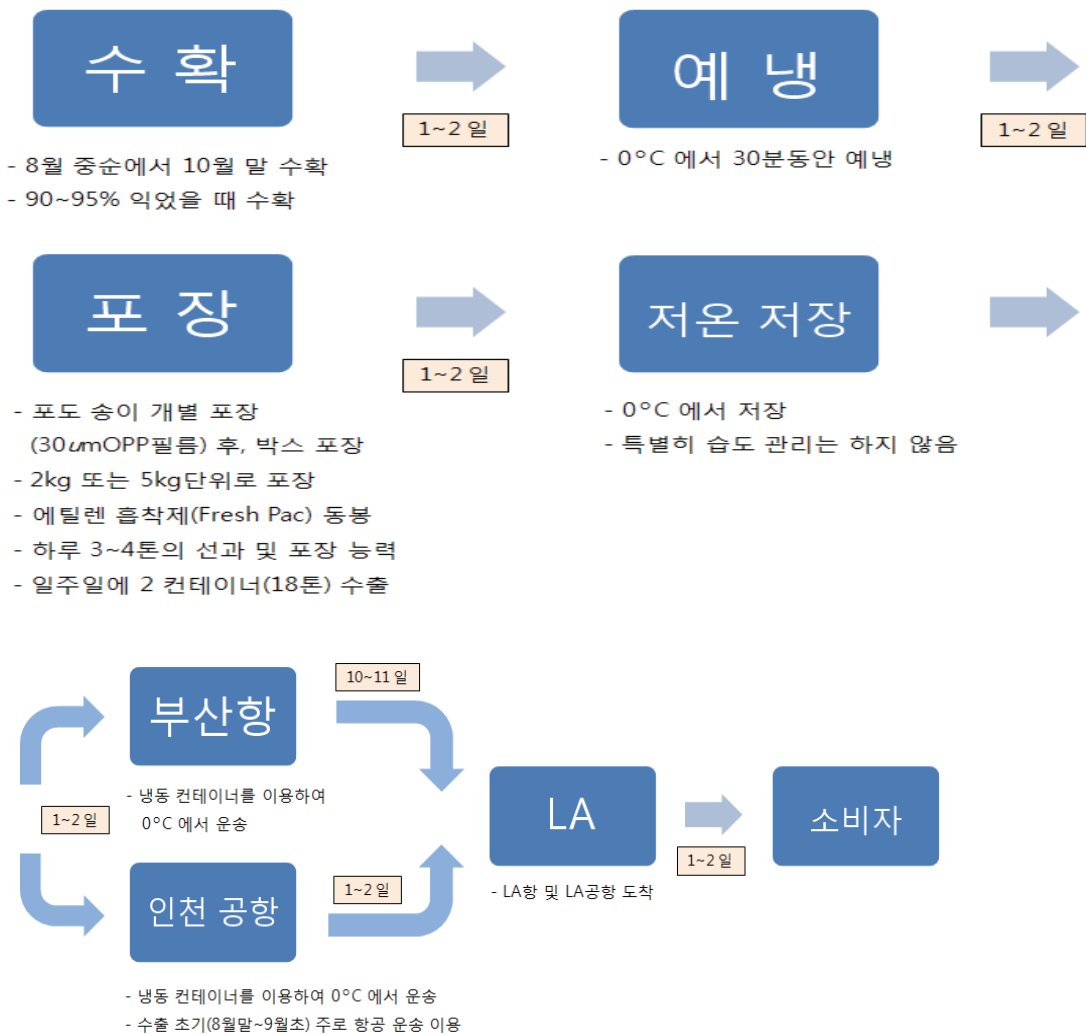 수 확
1~2 일
예 냉
1~2 일
- 8월 중순에서 10월 말 수확
- 90~95% 익었을 때 수확
- 0°C 에서 30분동안 예냉
포 장
1~2 일
저온 저장
- 포도 송이 개별 포장
(30umOPP필름) 후, 박스 포장
- 2kg 또는 5kg단위로 포장
- 에틸렌 흡착제(Fresh Pac) 동봉
- 하루 3~4톤의 선과 및 포장 능력
- 일주일에 2 컨테이너(18톤) 수출
- 0°C 에서 저장
- 특별히 습도 관리는 하지 않음
1~2 일
부산항
10~11 일
- 냉동 컨테이너를 이용하여
0°C 에서 운송
인천 공항
1~2 일
- 냉동 컨테이너를 이용하여 0°C 에서 운송
- 수출 초기(8월말~9월초) 주로 항공 운송 이용
LA
- LA항 및 LA공항 도착
1~2 일
소비자